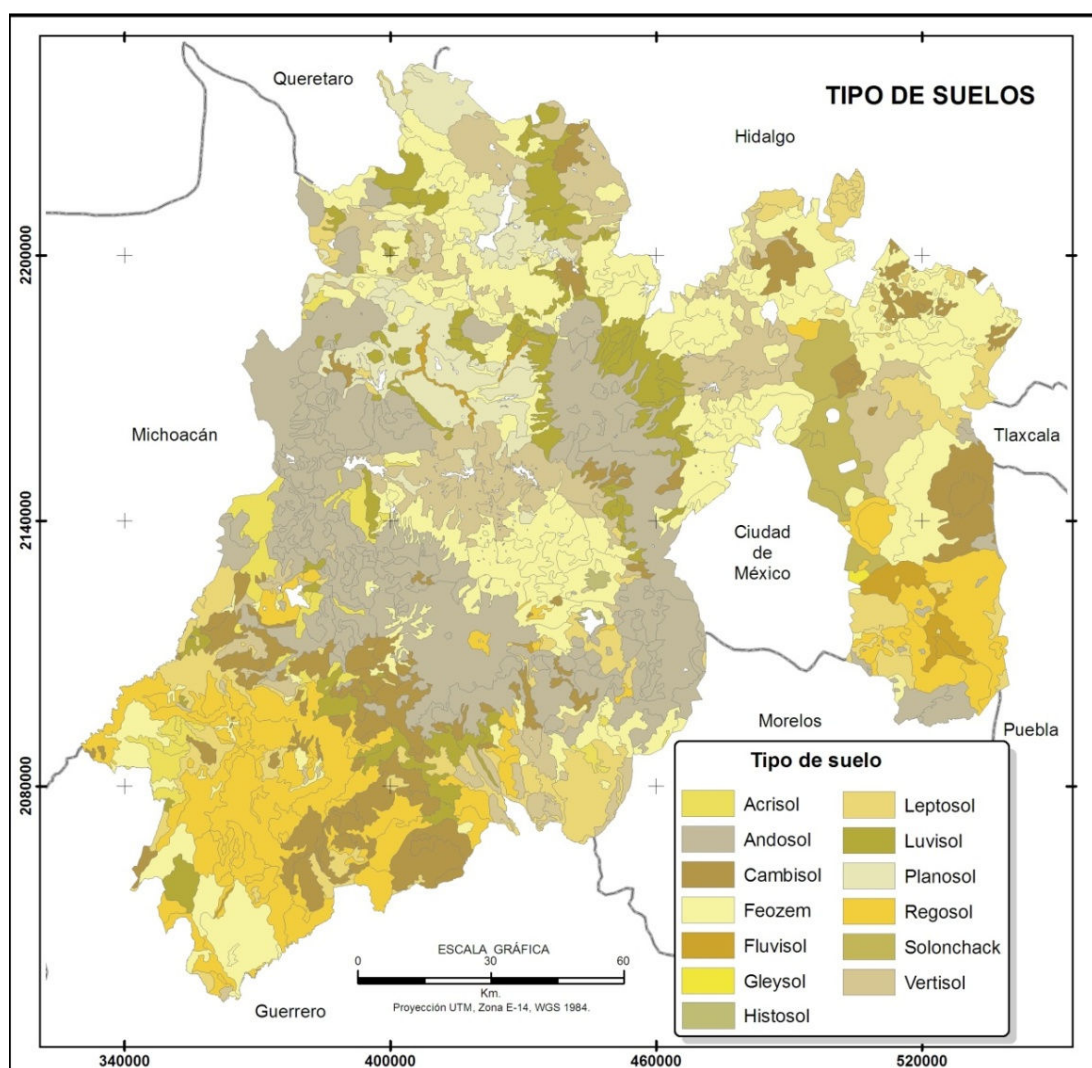 Queretaro
TIPO DE SUELOS
Hidalgo
2200000
Michoacán
Tlaxcala
2140000
Ciudad
de
México
Morelos
Puebla
2080000
Tipo de suelo
Acrisol
Andosol
Cambisol
Feozem
Fluvisol
Gleysol
Histosol
Leptosol
Luvisol
Planosol
Regosol
Solonchack
Vertisol
ESCALA GRÁFICA
0 30 60
Km.
Proyección UTM, Zona E-14, WGS 1984.
Guerrero
340000 400000 460000 520000